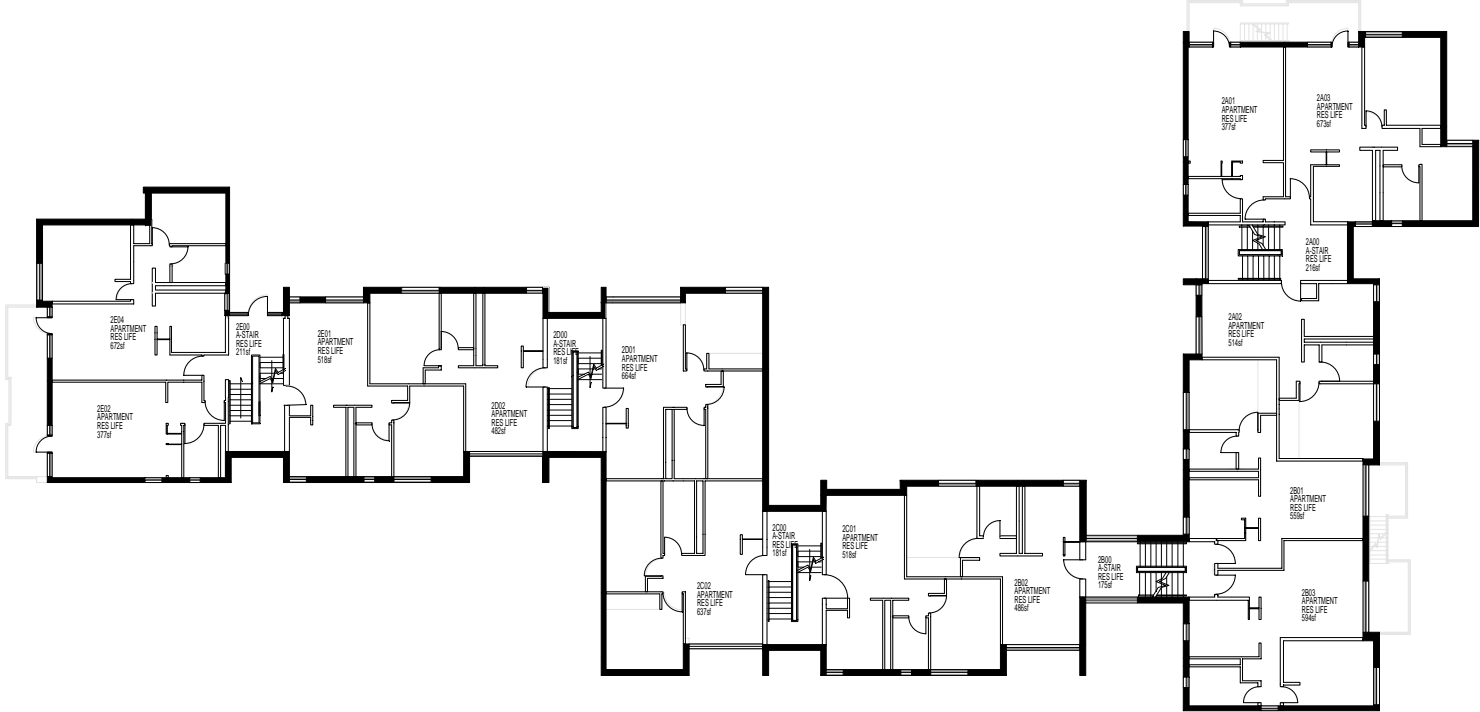 2A01
APARTMENT
RES LIFE
377sf
2A03
APARTMENT
RES LIFE
673sf
2A00
A-STAIR
RES LIFE
216sf
2A02
APARTMENT
RES LIFE
514sf
2E04
APARTMENT
RES LIFE
672sf
2E00
A-STAIR
RES LIFE
211sf
2E01
APARTMENT
RES LIFE
518sf
2D00
A-STAIR
RES LIFE
181sf
2D01
APARTMENT
RES LIFE
664sf
2E02
APARTMENT
RES LIFE
377sf
2D02
APARTMENT
RES LIFE
482sf
2B01
APARTMENT
RES LIFE
559sf
2C00
A-STAIR
RES LIFE
181sf
2C01
APARTMENT
RES LIFE
518sf
2B00
A-STAIR
RES LIFE
175sf
2C02
APARTMENT
RES LIFE
637sf
2B02
APARTMENT
RES LIFE
486sf
2B03
APARTMENT
RES LIFE
594sf